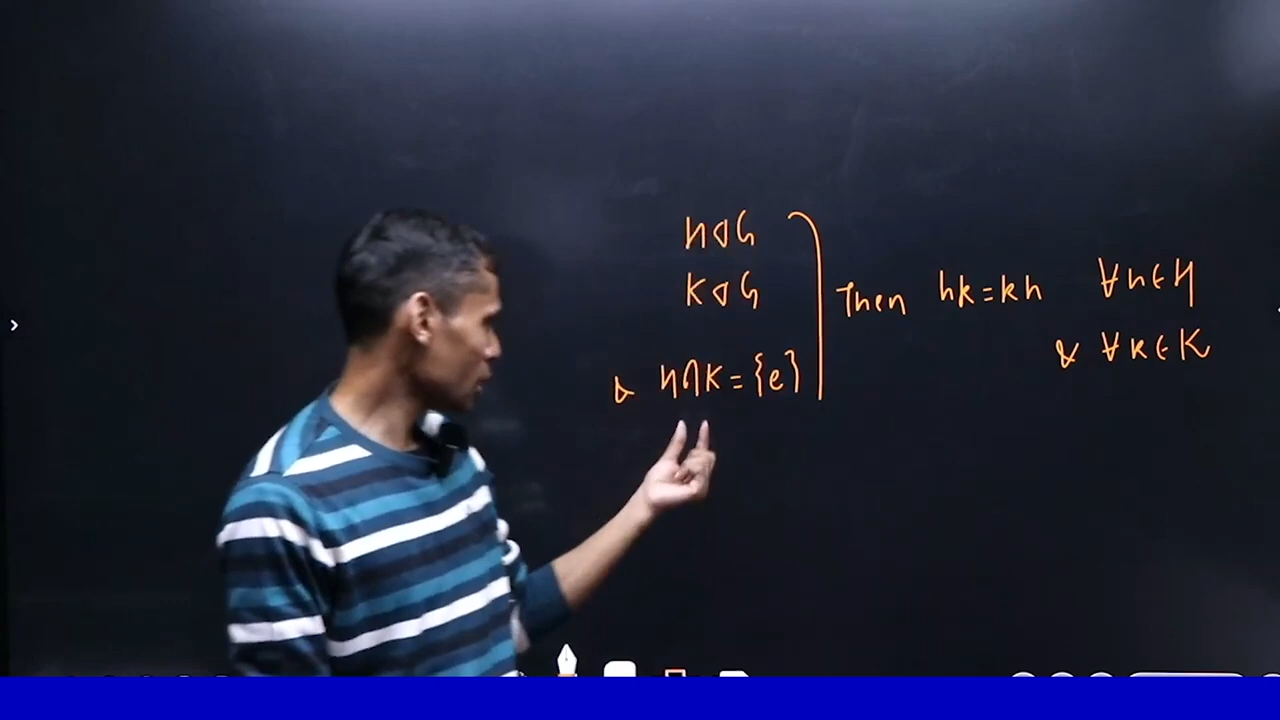 H ◁ G
K ◁ G
& H∩K = {e}
Then hk = kh ∀h∈H
& ∀k∈K